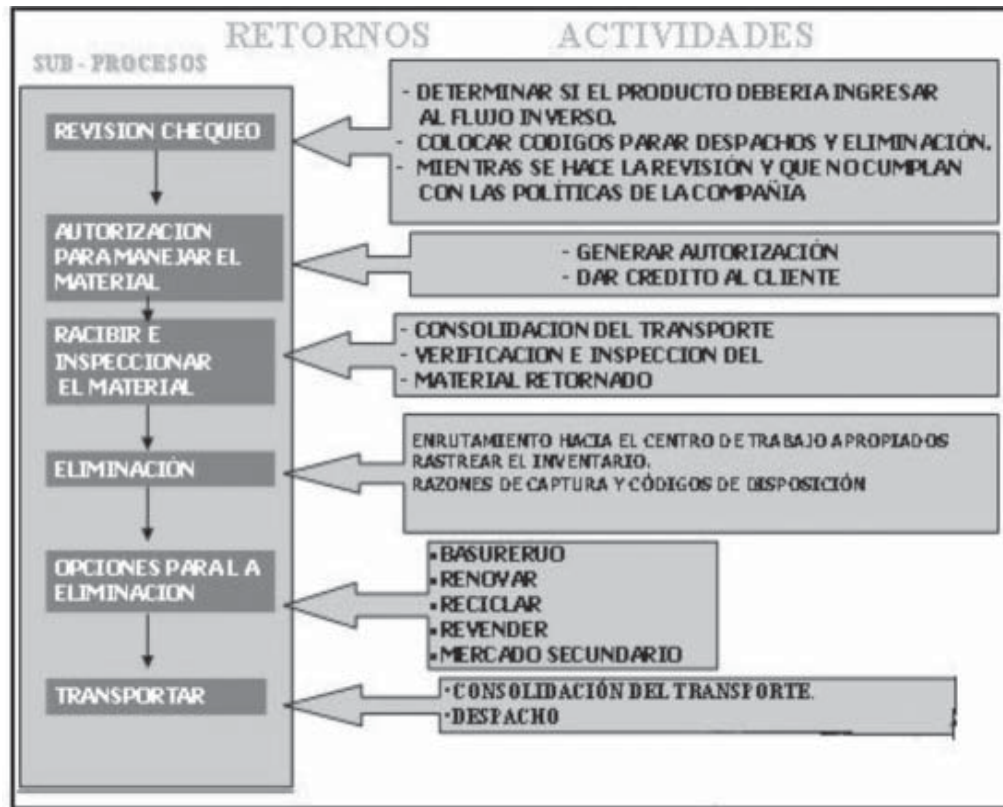 RETORNOS ACTIVIDADES
SUB - PROCESOS
REVISION CHEQUEO
- DETERMINAR SI EL PRODUCTO DEBERIA INGRESAR
AL FLUJO INVERSO.
- COLOCAR CODIGOS PARAR DESPACHOS Y ELIMINACIÓN.
- MIENTRAS SE HACE LA REVISIÓN Y QUE NO CUMPLAN
CON LAS POLÍTICAS DE LA COMPAÑIA
AUTORIZACION
PARA MANEJAR EL
MATERIAL
- GENERAR AUTORIZACIÓN
- DAR CREDITO AL CLIENTE
RACIBIR E
INSPECCIONAR
EL MATERIAL
- CONSOLIDACION DEL TRANSPORTE
- VERIFICACION E INSPECCION DEL
- MATERIAL RETORNADO
ELIMINACIÓN
ENRUTAMIENTO HACIA EL CENTRO DE TRABAJO APROPIADOS
RASTREAR EL INVENTARIO.
RAZONES DE CAPTURA Y CÓDIGOS DE DISPOSICIÓN
OPCIONES PARA L A
ELIMINACION
▪ BASURERUO
▪ RENOVAR
▪ RECICLAR
▪ REVENDER
▪ MERCADO SECUNDARIO
TRANSPORTAR
· CONSOLIDACIÓN DEL TRANSPORTE.
· DESPACHO